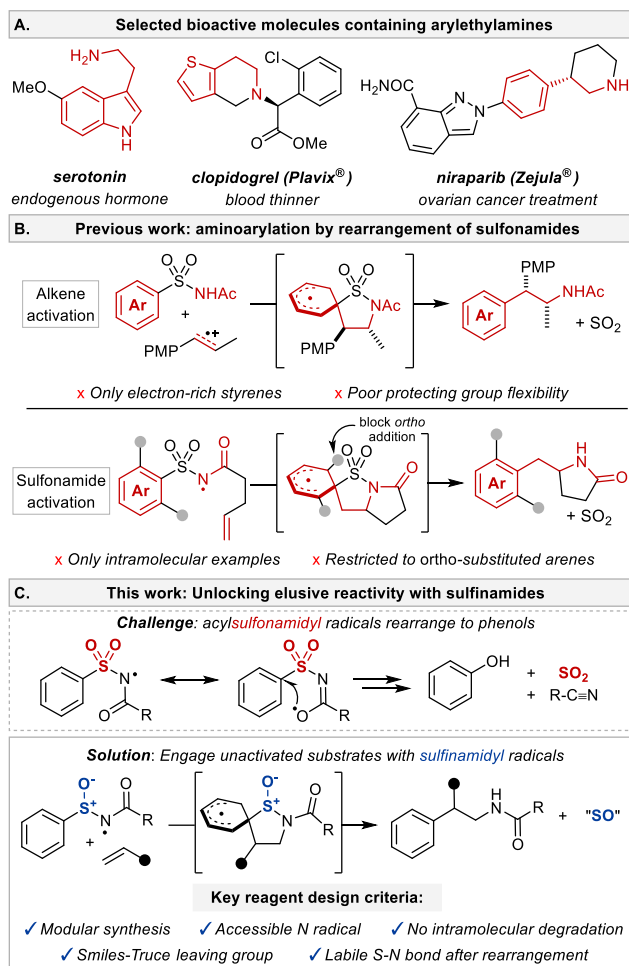 A. Selected bioactive molecules containing arylethylamines
H2N
MeO
N
H
S
N
Cl
O
OMe
H2NOC
N
N
NH
serotonin
endogenous hormone
clopidogrel (Plavix®)
blood thinner
niraparib (Zejula®)
ovarian cancer treatment
B. Previous work: aminoarylation by rearrangement of sulfonamides
Alkene
activation
O O
S
NHAc
Ar
+
PMP
•+
O O
S
NAc
PMP
PMP
NHAc
Ar
+ SO2
x Only electron-rich styrenes
x Poor protecting group flexibility
block ortho
addition
Sulfonamide
activation
O O
S
N
O
Ar
O O
S
N
O
H
N
O
Ar
+ SO2
x Only intramolecular examples
x Restricted to ortho-substituted arenes
C. This work: Unlocking elusive reactivity with sulfinamides
Challenge: acylsulfonamidyl radicals rearrange to phenols
O O
S
N
O
R
O O
S
N
O
R
OH
+ SO2
+ R-C≡N
Solution: Engage unactivated substrates with sulfinamidyl radicals
O-
S+
N
O
R
+
O-
S+
N
O
R
H
N
R
O
+ "SO"
Key reagent design criteria:
✓ Modular synthesis ✓ Accessible N radical ✓ No intramolecular degradation
✓ Smiles-Truce leaving group ✓ Labile S-N bond after rearrangement